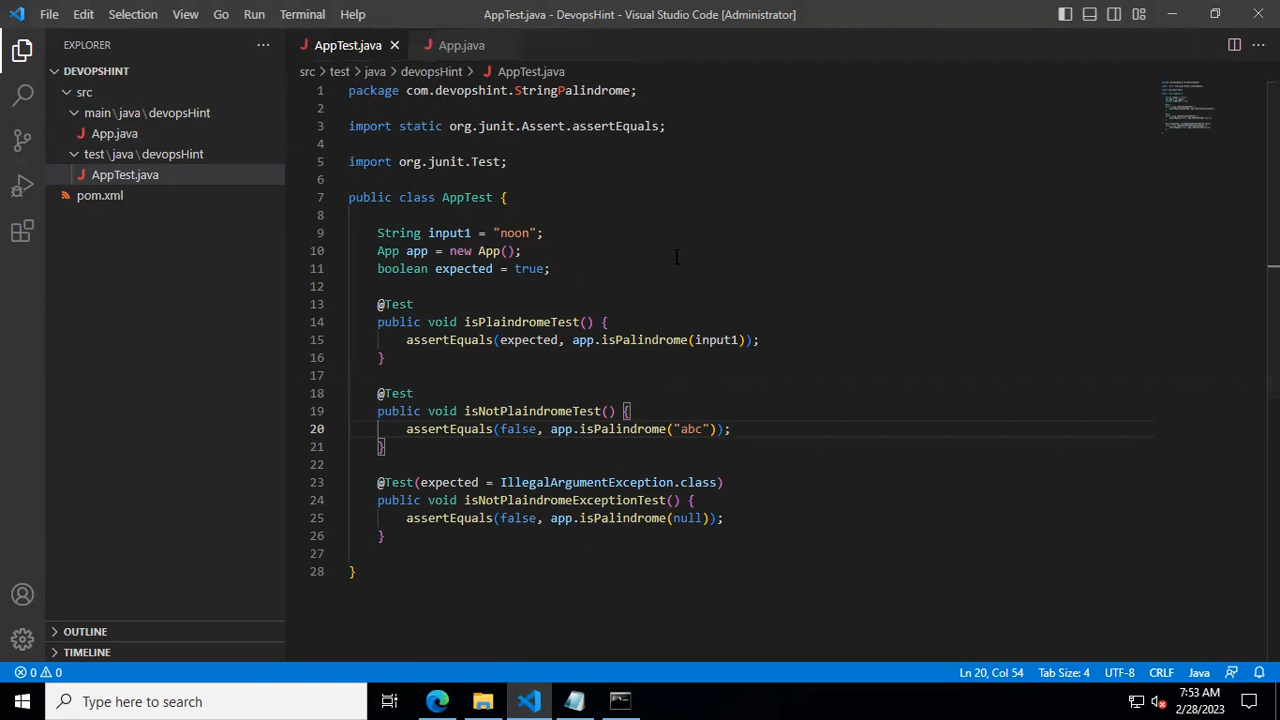 File Edit Selection View Go Run Terminal Help AppTest.java - DevopsHint - Visual Studio Code [Administrator]
EXPLORER
DEVOPSHINT
src
main\java\devopsHint
App.java
test\java\devopsHint
AppTest.java
pom.xml
OUTLINE
TIMELINE
AppTest.java App.java
src > test > java > devopsHint > AppTest.java
1 package com.devopshint.StringPalindrome;
2
3 import static org.junit.Assert.assertEquals;
4
5 import org.junit.Test;
6
7 public class AppTest {
8
9 String input1 = "noon";
10 App app = new App();
11 boolean expected = true;
12
13 @Test
14 public void isPlaindromeTest() {
15 assertEquals(expected, app.isPalindrome(input1));
16 }
17
18 @Test
19 public void isNotPlaindromeTest() {
20 assertEquals(false, app.isPalindrome("abc"));
21 }
22
23 @Test(expected = IllegalArgumentException.class)
24 public void isNotPlaindromeExceptionTest() {
25 assertEquals(false, app.isPalindrome(null));
26 }
27
28 }
0 0 Ln 20, Col 54 Tab Size: 4 UTF-8 CRLF Java
Type here to search
7:53 AM
2/28/2023